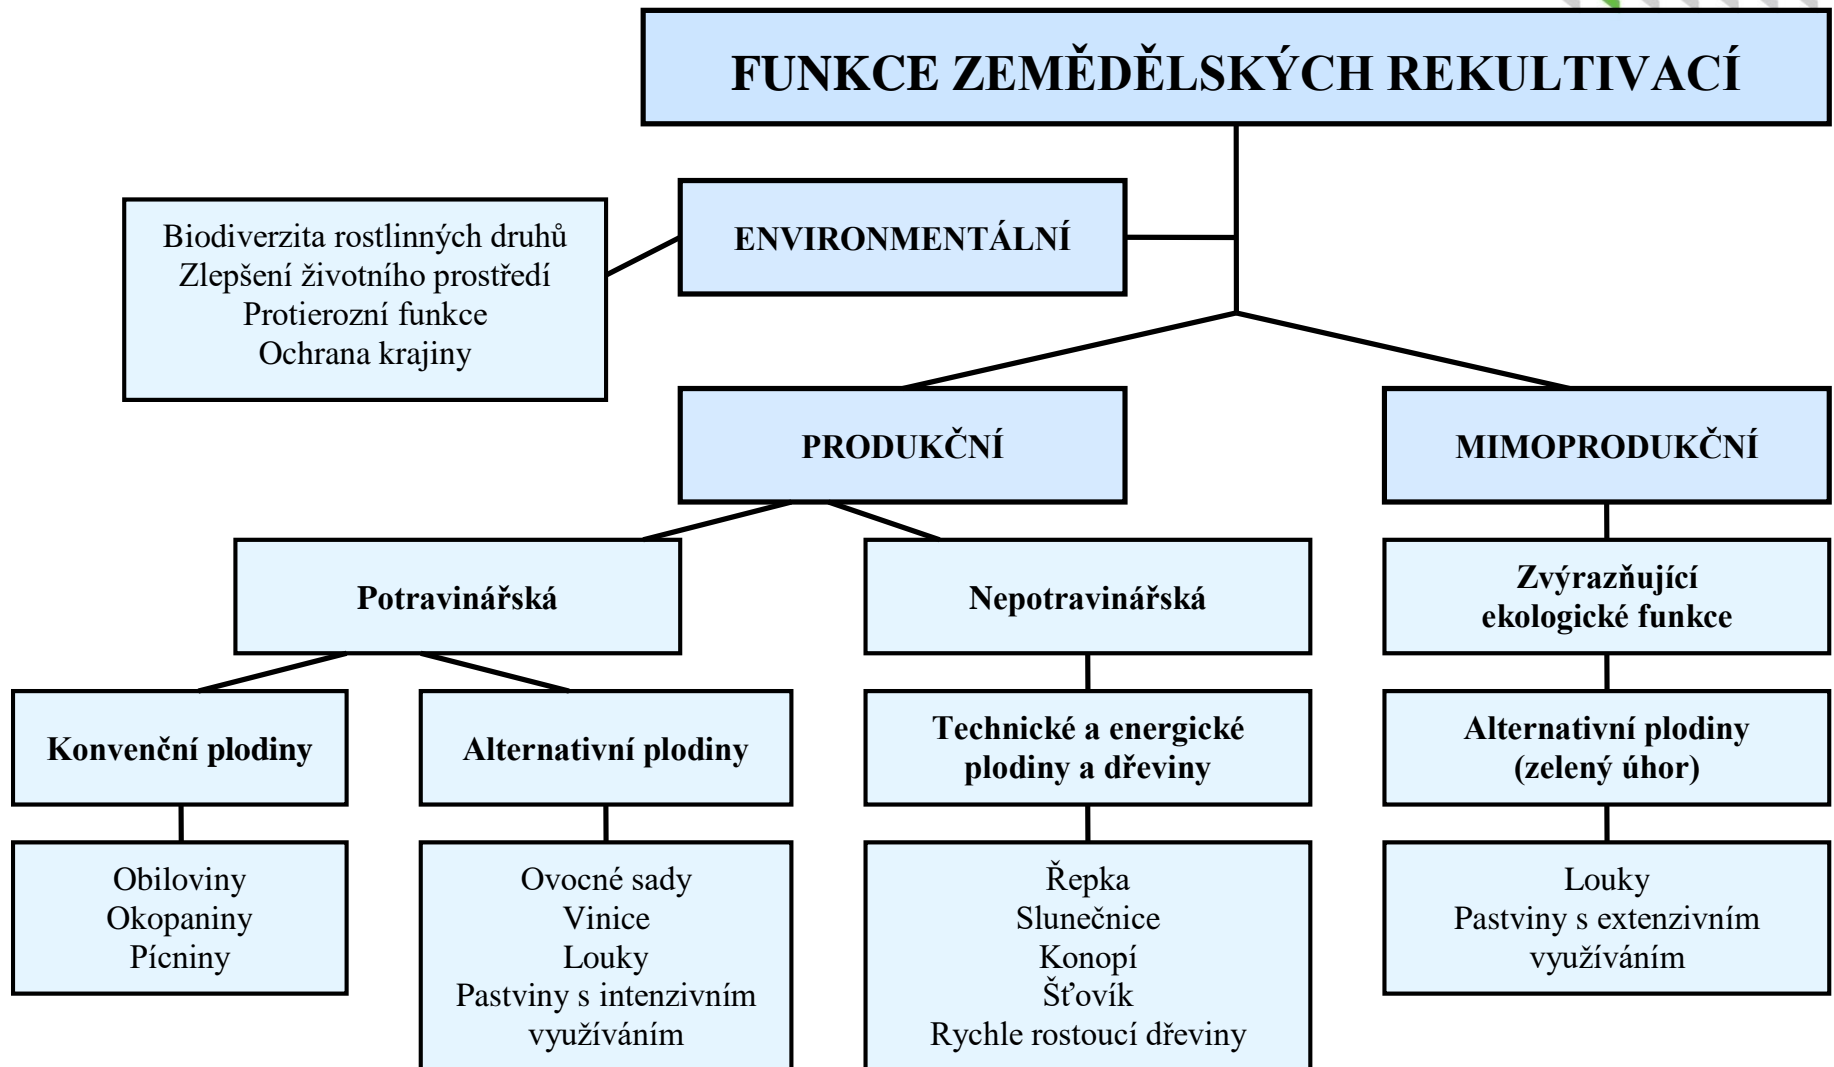 FUNKCE ZEMĚDĚLSKÝCH REKULTIVACÍ
ENVIRONMENTÁLNÍ
Biodiverzita rostlinných druhů
Zlepšení životního prostředí
Protierozní funkce
Ochrana krajiny
PRODUKČNÍ
MIMOPRODUKČNÍ
Potravinářská
Nepotravinářská
Zvýrazňující
ekologické funkce
Konvenční plodiny
Alternativní plodiny
Technické a energické
plodiny a dřeviny
Alternativní plodiny
(zelený úhor)
Obiloviny
Okopaniny
Pícniny
Ovocné sady
Vinice
Louky
Pastviny s intenzivním
využíváním
Řepka
Slunečnice
Konopí
Šťovík
Rychle rostoucí dřeviny
Louky
Pastviny s extenzivním
využíváním